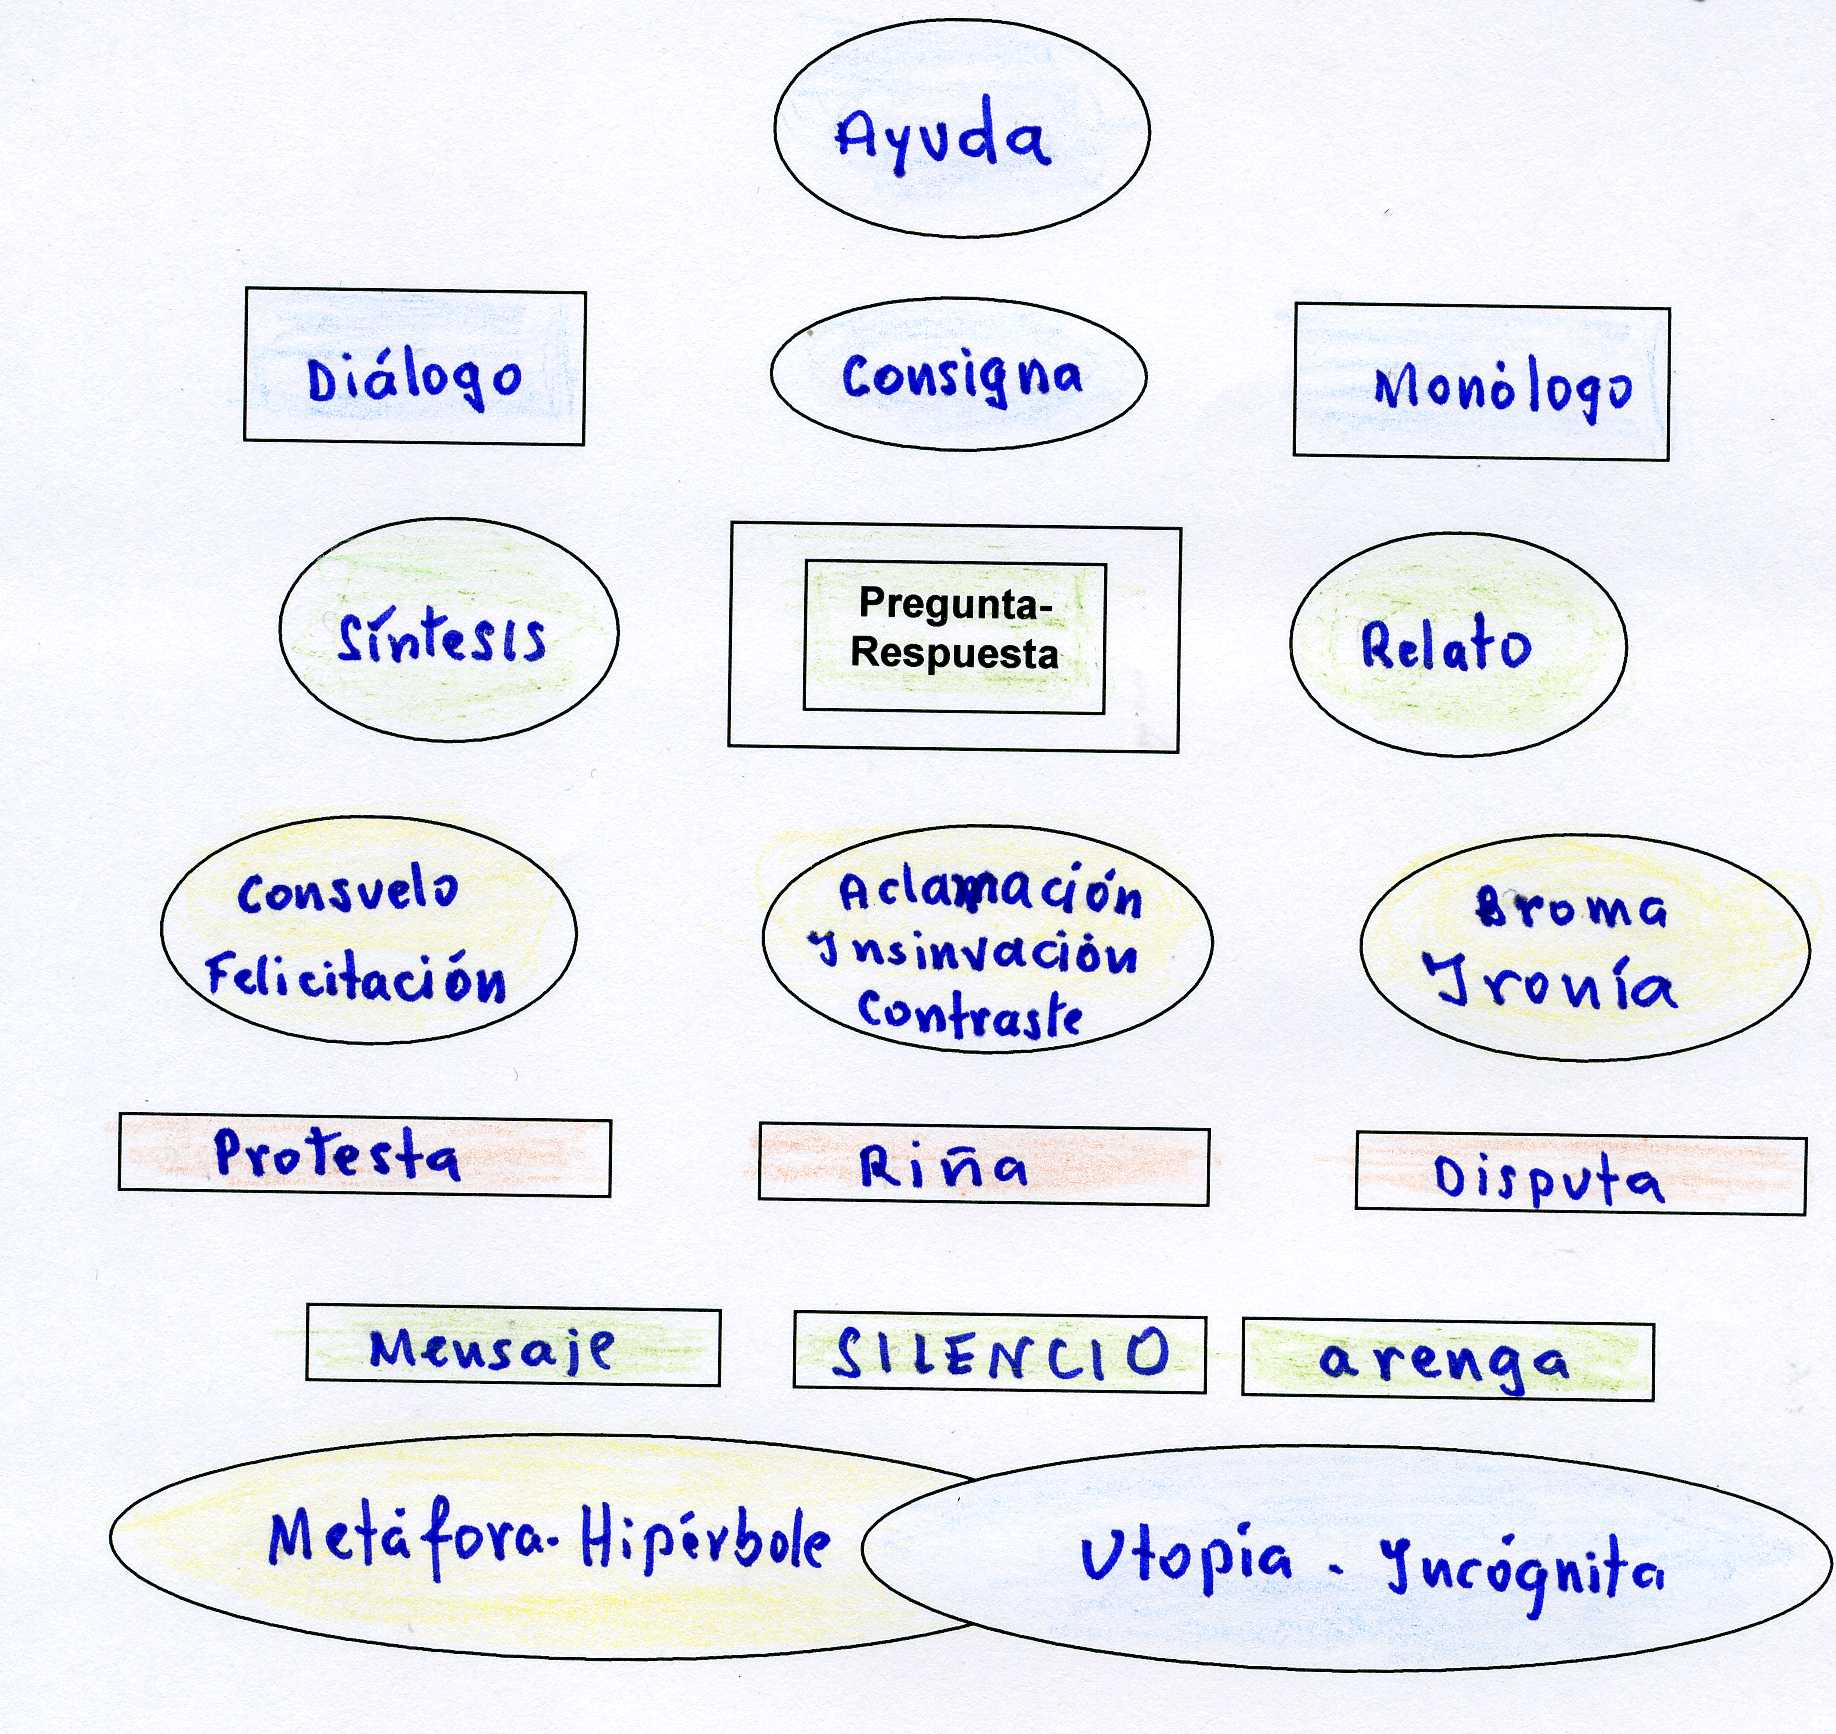 Ayuda
Diálogo
Consigna
Monólogo
Síntesis
Pregunta-
Respuesta
Relato
Consuelo
Felicitación
Aclamación
Insinuación
Contraste
Broma
Ironía
Protesta
Riña
Disputa
Mensaje
SILENCIO
arenga
Metáfora - Hipérbole
Utopía - Incógnita